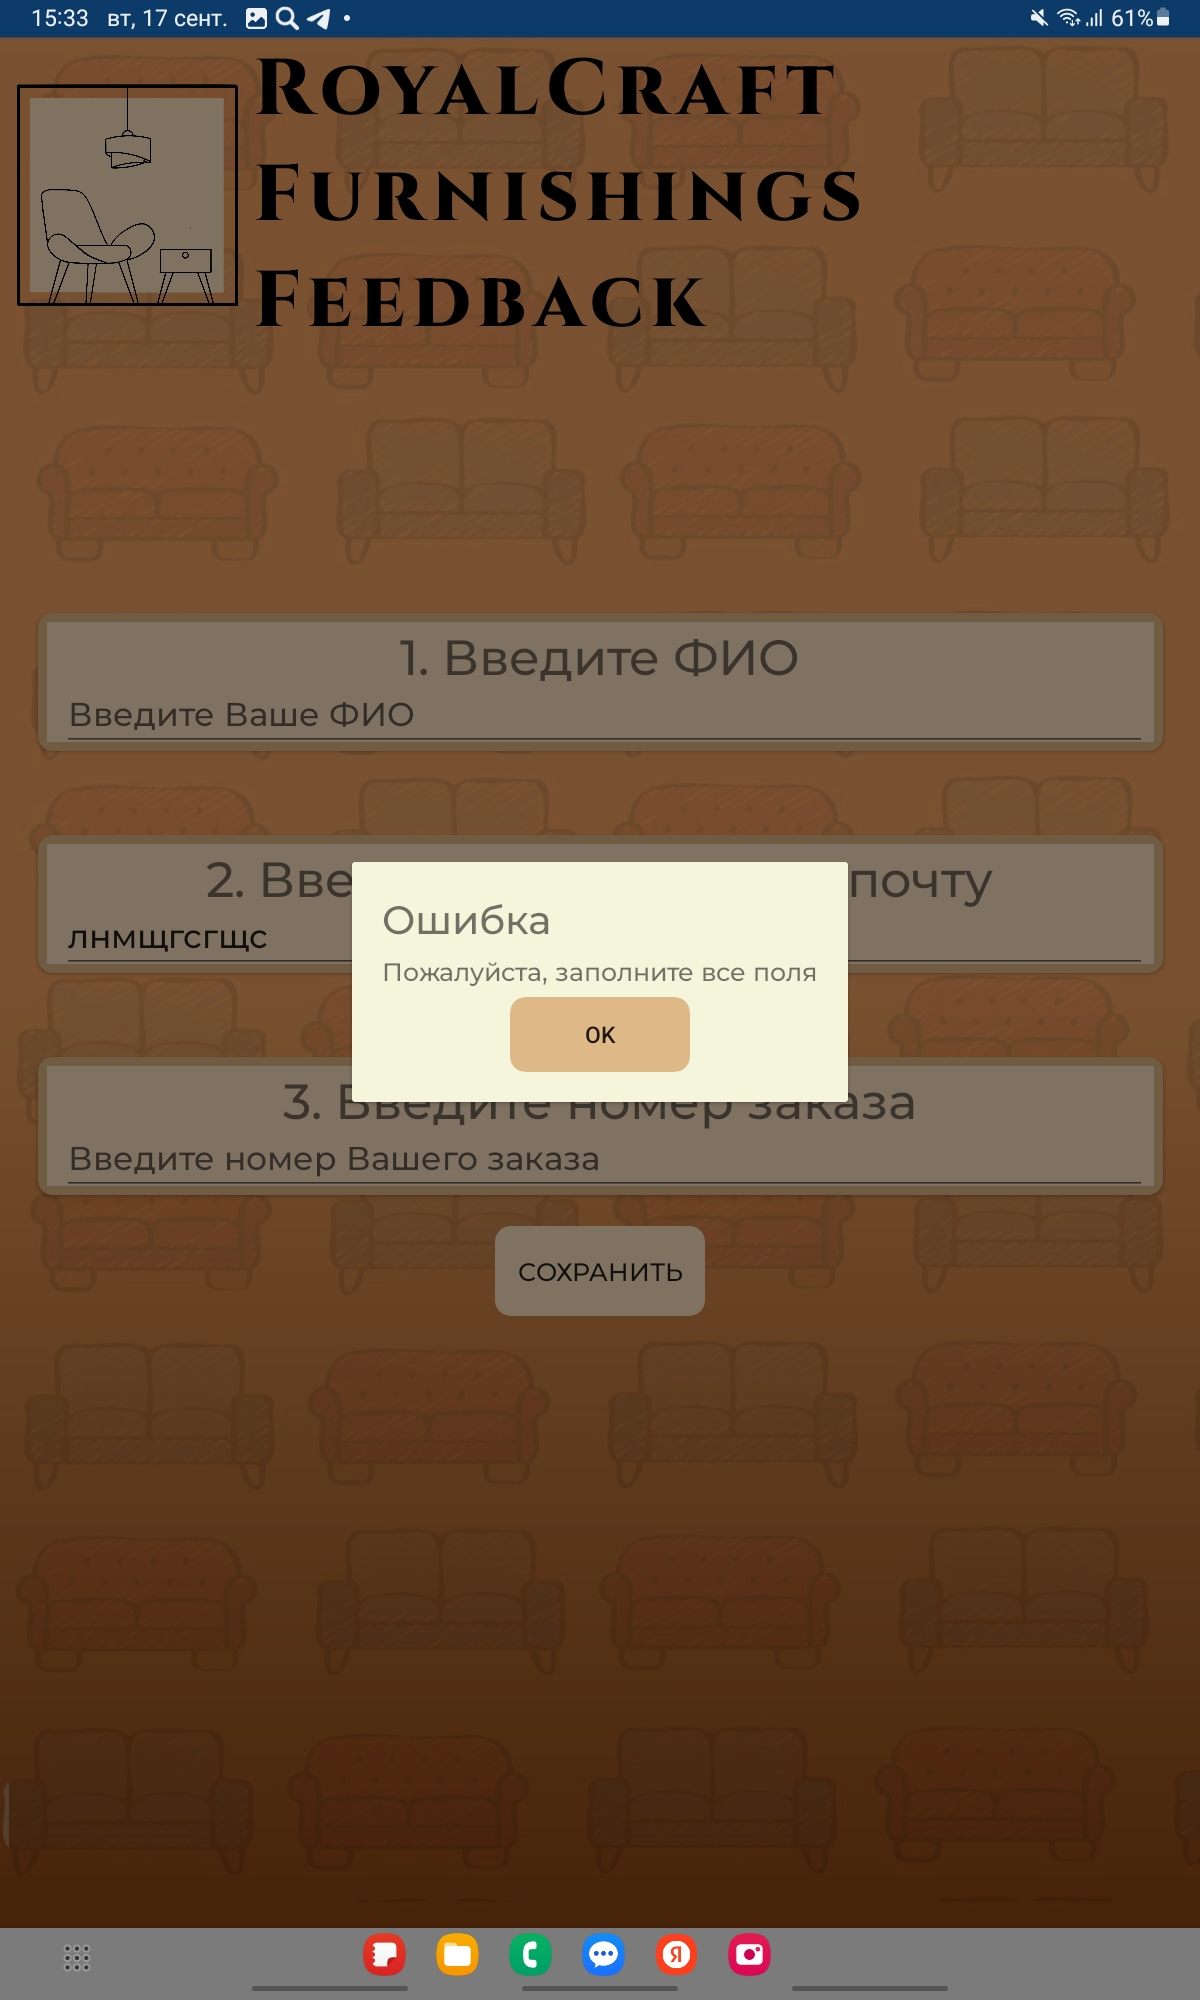 15:33 вт, 17 сент. 61%
RoyalCraft
Furnishings
Feedback
1. Введите ФИО
Введите Ваше ФИО
2. Вве почту
лнмщгсгщс
Ошибка
Пожалуйста, заполните все поля
OK
3. Введите номер заказа
Введите номер Вашего заказа
СОХРАНИТЬ
Я